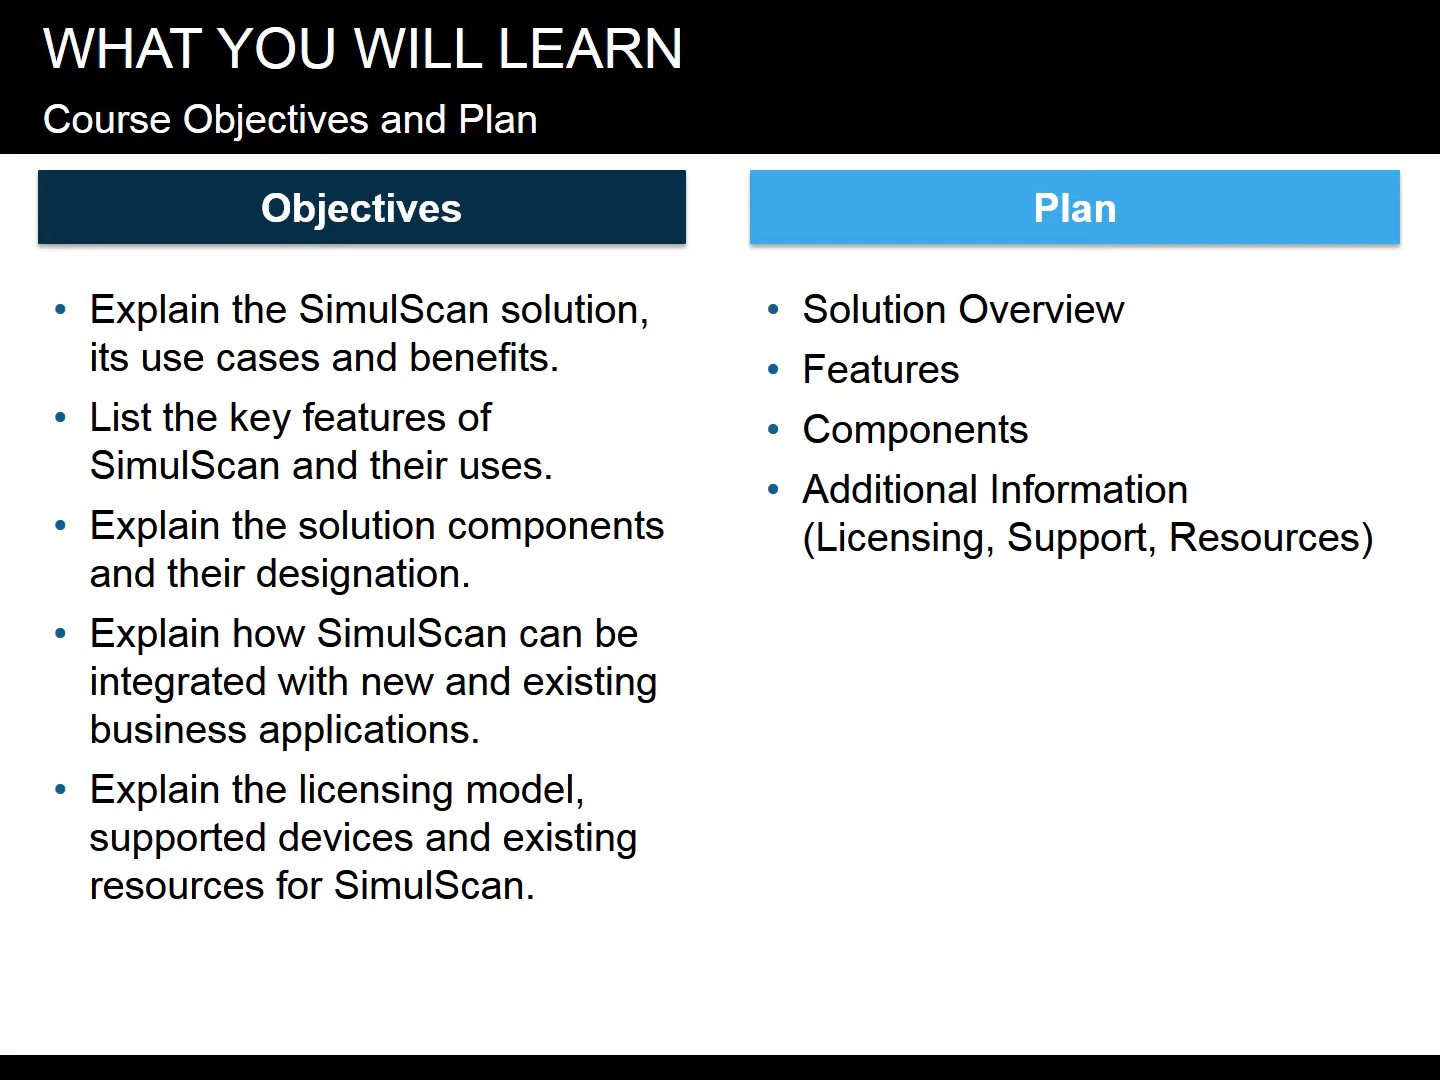 WHAT YOU WILL LEARN
Course Objectives and Plan
Objectives
• Explain the SimulScan solution,
its use cases and benefits.
• List the key features of
SimulScan and their uses.
• Explain the solution components
and their designation.
• Explain how SimulScan can be
integrated with new and existing
business applications.
• Explain the licensing model,
supported devices and existing
resources for SimulScan.
Plan
• Solution Overview
• Features
• Components
• Additional Information
(Licensing, Support, Resources)